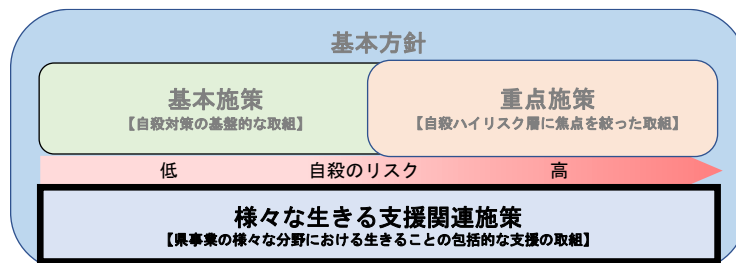 基本方針
基本施策
【自殺対策の基盤的な取組】
重点施策
【自殺ハイリスク層に焦点を絞った取組】
低 自殺のリスク 高
様々な生きる支援関連施策
【県事業の様々な分野における生きることの包括的な支援の取組】